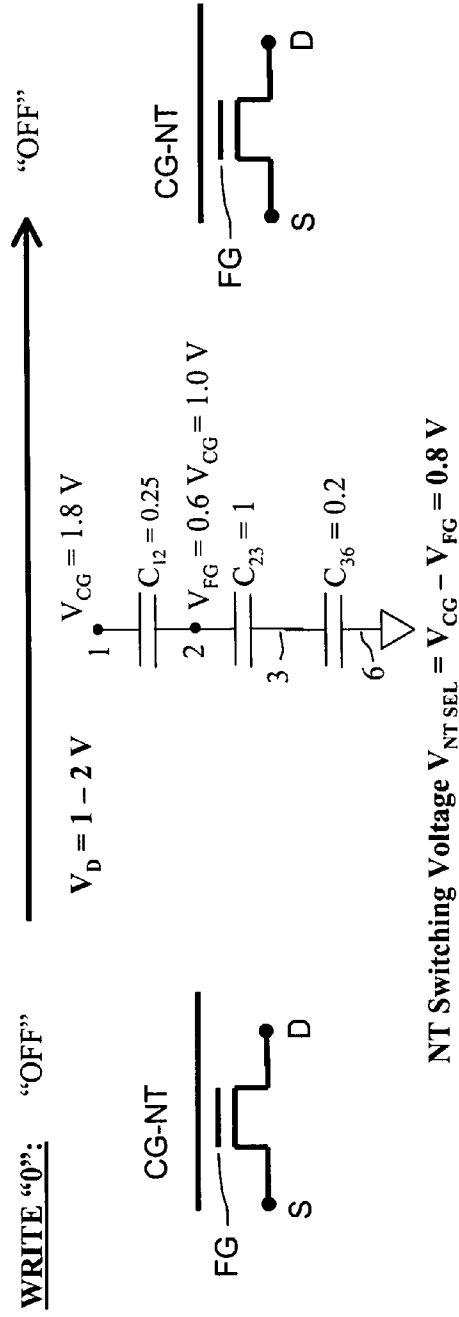 WRITE “0”: “OFF” “OFF”
V_D = 1 – 2 V
V_CG = 1.8 V
1
C_12 = 0.25
2
V_FG = 0.6 V_CG = 1.0 V
C_23 = 1
3
C_36 = 0.2
6
CG-NT
FG
S
D
CG-NT
FG
S
D
NT Switching Voltage V_NT SEL = V_CG – V_FG = 0.8 V